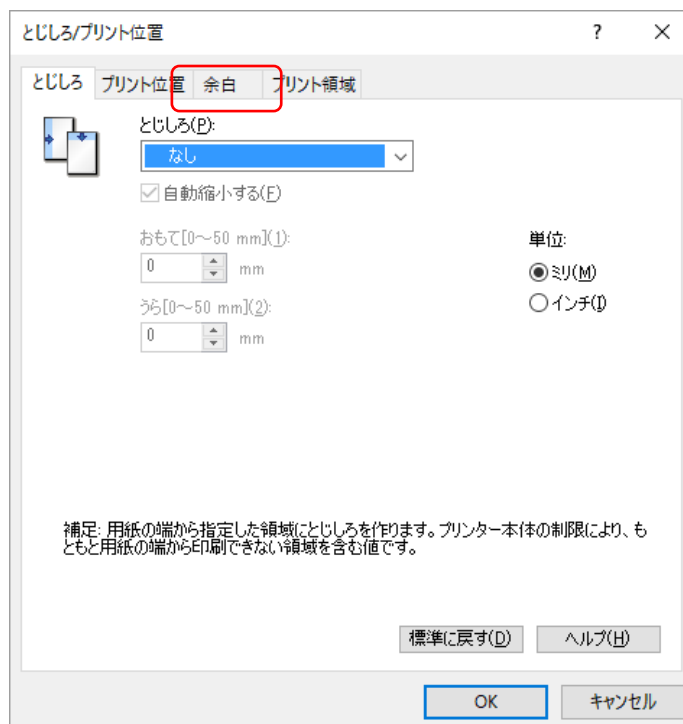 とじしろ/プリント位置
とじしろ プリント位置 余白 プリント領域
とじしろ(P):
なし
自動縮小する(F)
おもて[0～50 mm](1):
0 mm
うら[0～50 mm](2):
0 mm
単位:
ミリ(M)
インチ(I)
補足: 用紙の端から指定した領域にとじしろを作ります。プリンター本体の制限により、も
ともと用紙の端から印刷できない領域を含む値です。
標準に戻す(D) ヘルプ(H)
OK キャンセル